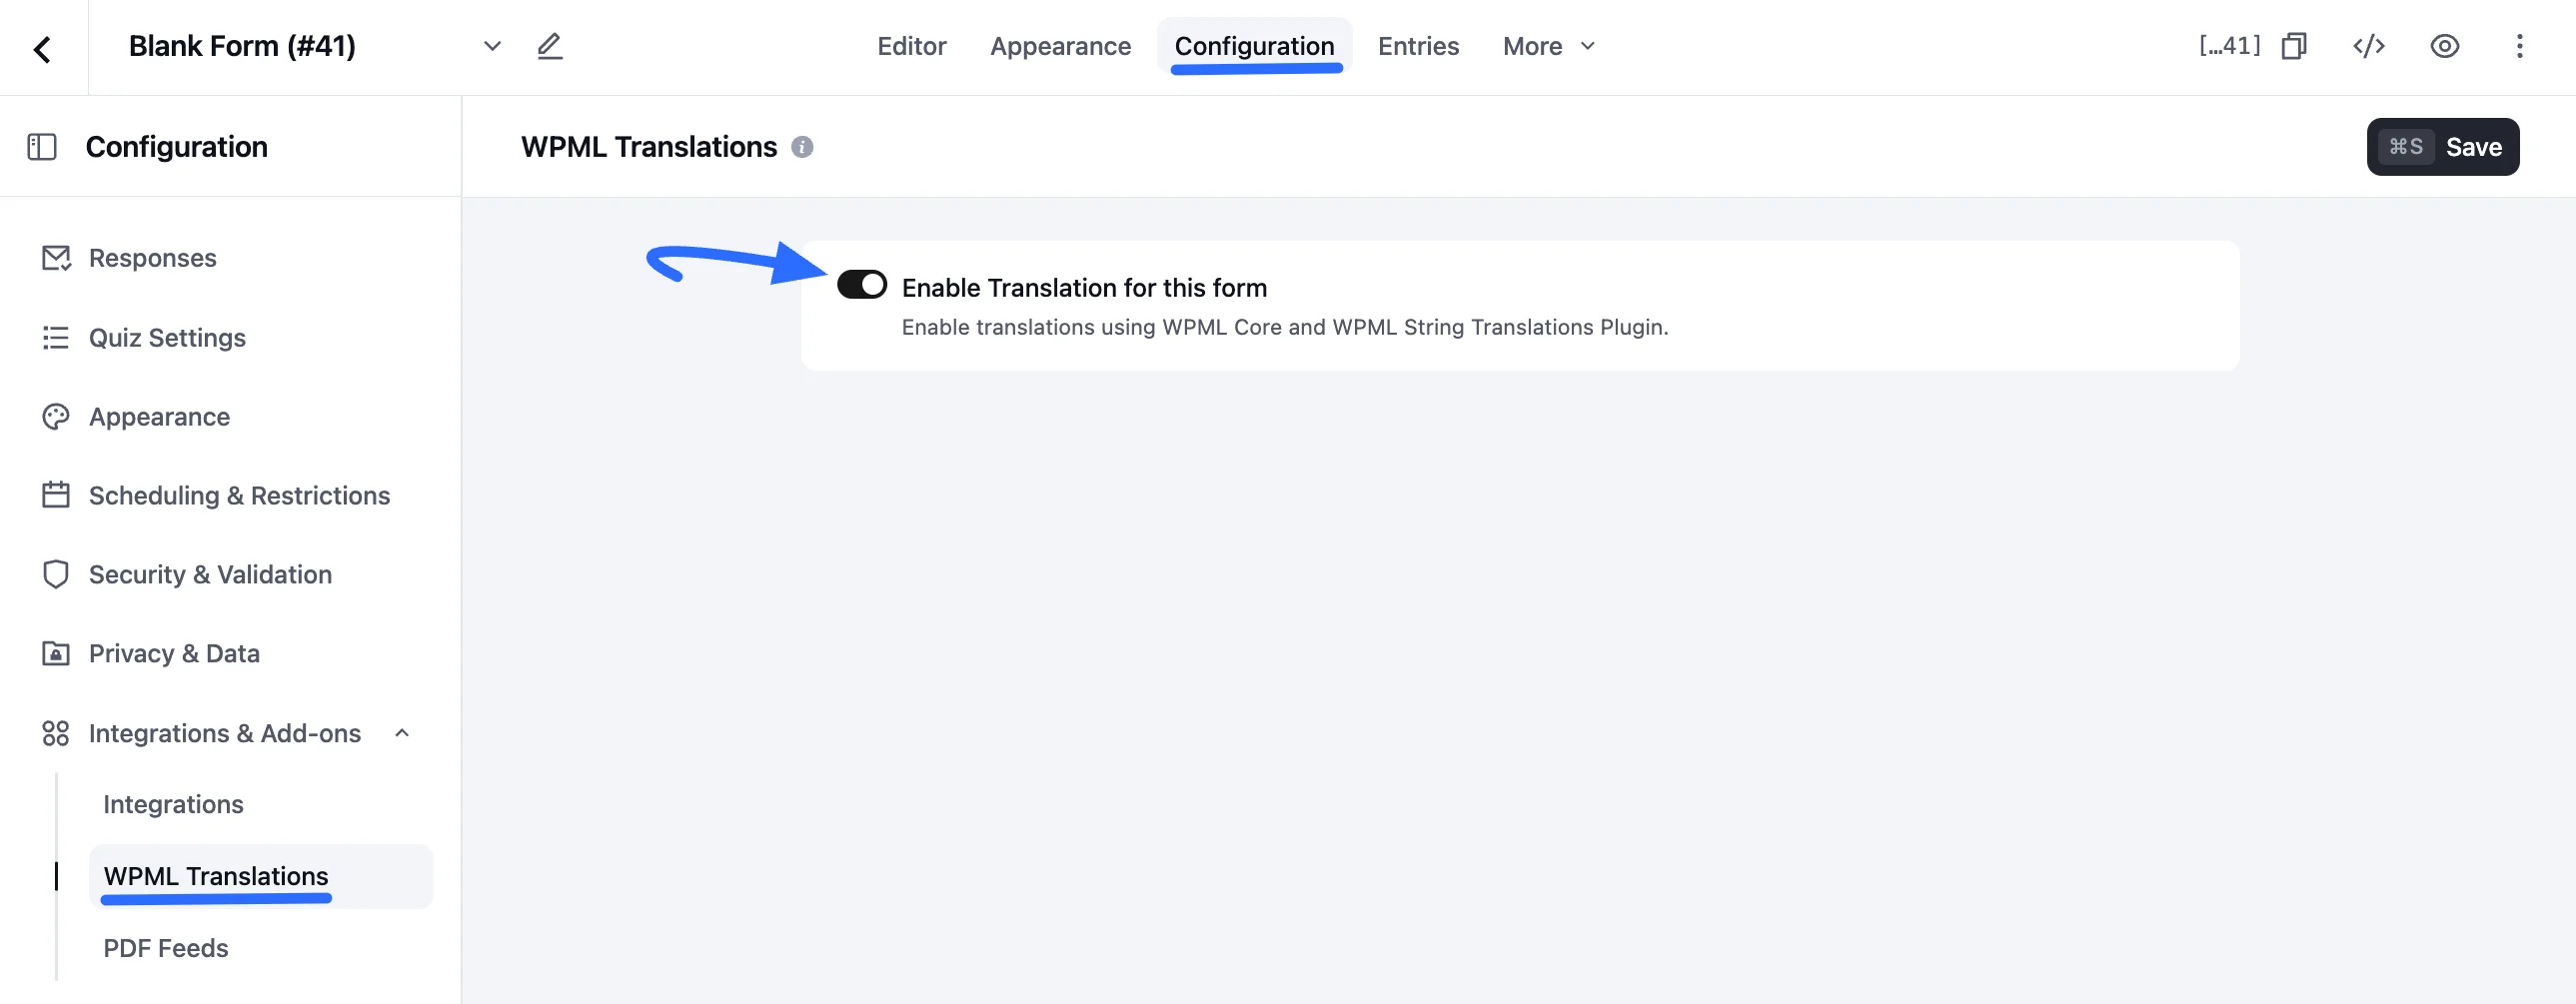 Blank Form (#41)
Editor
Appearance
Configuration
Entries
More
[...41]
Configuration
WPML Translations
⌘S Save
Responses
Quiz Settings
Appearance
Scheduling & Restrictions
Security & Validation
Privacy & Data
Integrations & Add-ons
Integrations
WPML Translations
PDF Feeds
Enable Translation for this form
Enable translations using WPML Core and WPML String Translations Plugin.